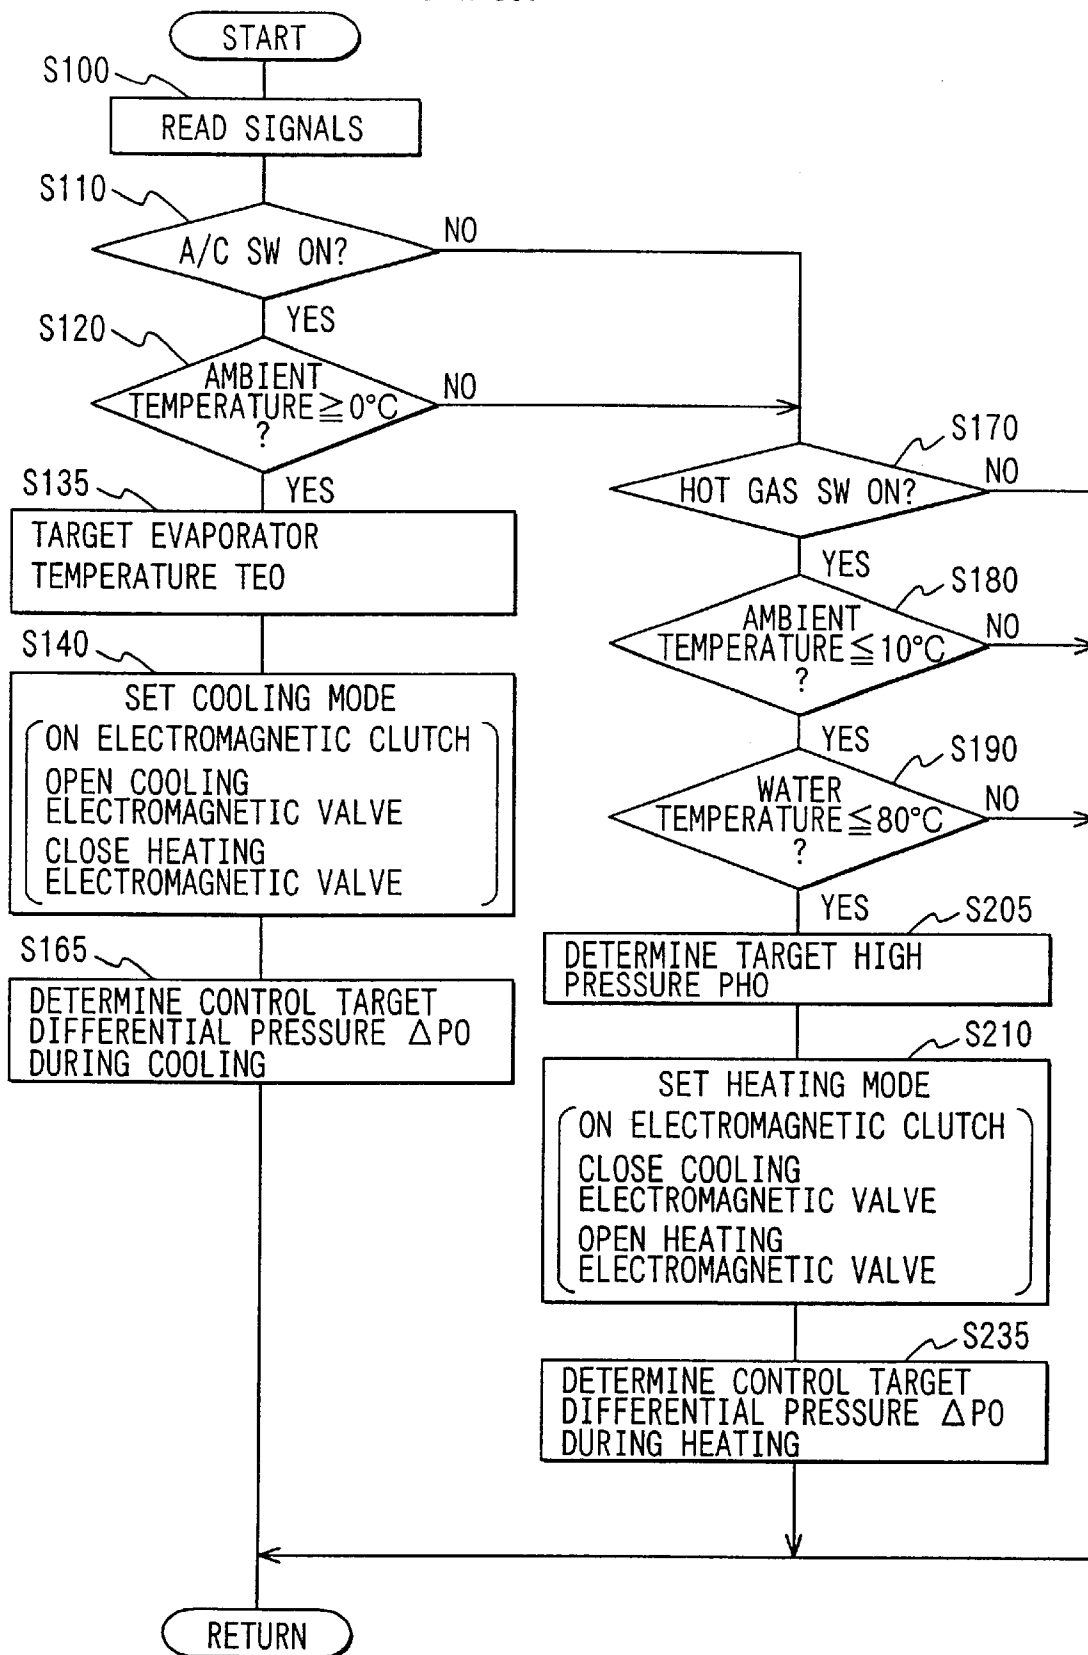 START
S100
READ SIGNALS
S110
A/C SW ON?
NO
YES
S120
AMBIENT
TEMPERATURE≧0°C
?
NO
YES
S135
TARGET EVAPORATOR
TEMPERATURE TEO
S140
SET COOLING MODE
ON ELECTROMAGNETIC CLUTCH
OPEN COOLING
ELECTROMAGNETIC VALVE
CLOSE HEATING
ELECTROMAGNETIC VALVE
S165
DETERMINE CONTROL TARGET
DIFFERENTIAL PRESSURE △PO
DURING COOLING
S170
HOT GAS SW ON?
NO
YES
S180
AMBIENT
TEMPERATURE≦10°C
?
NO
YES
S190
WATER
TEMPERATURE≦80°C
?
NO
YES
S205
DETERMINE TARGET HIGH
PRESSURE PHO
S210
SET HEATING MODE
ON ELECTROMAGNETIC CLUTCH
CLOSE COOLING
ELECTROMAGNETIC VALVE
OPEN HEATING
ELECTROMAGNETIC VALVE
S235
DETERMINE CONTROL TARGET
DIFFERENTIAL PRESSURE △PO
DURING HEATING
RETURN